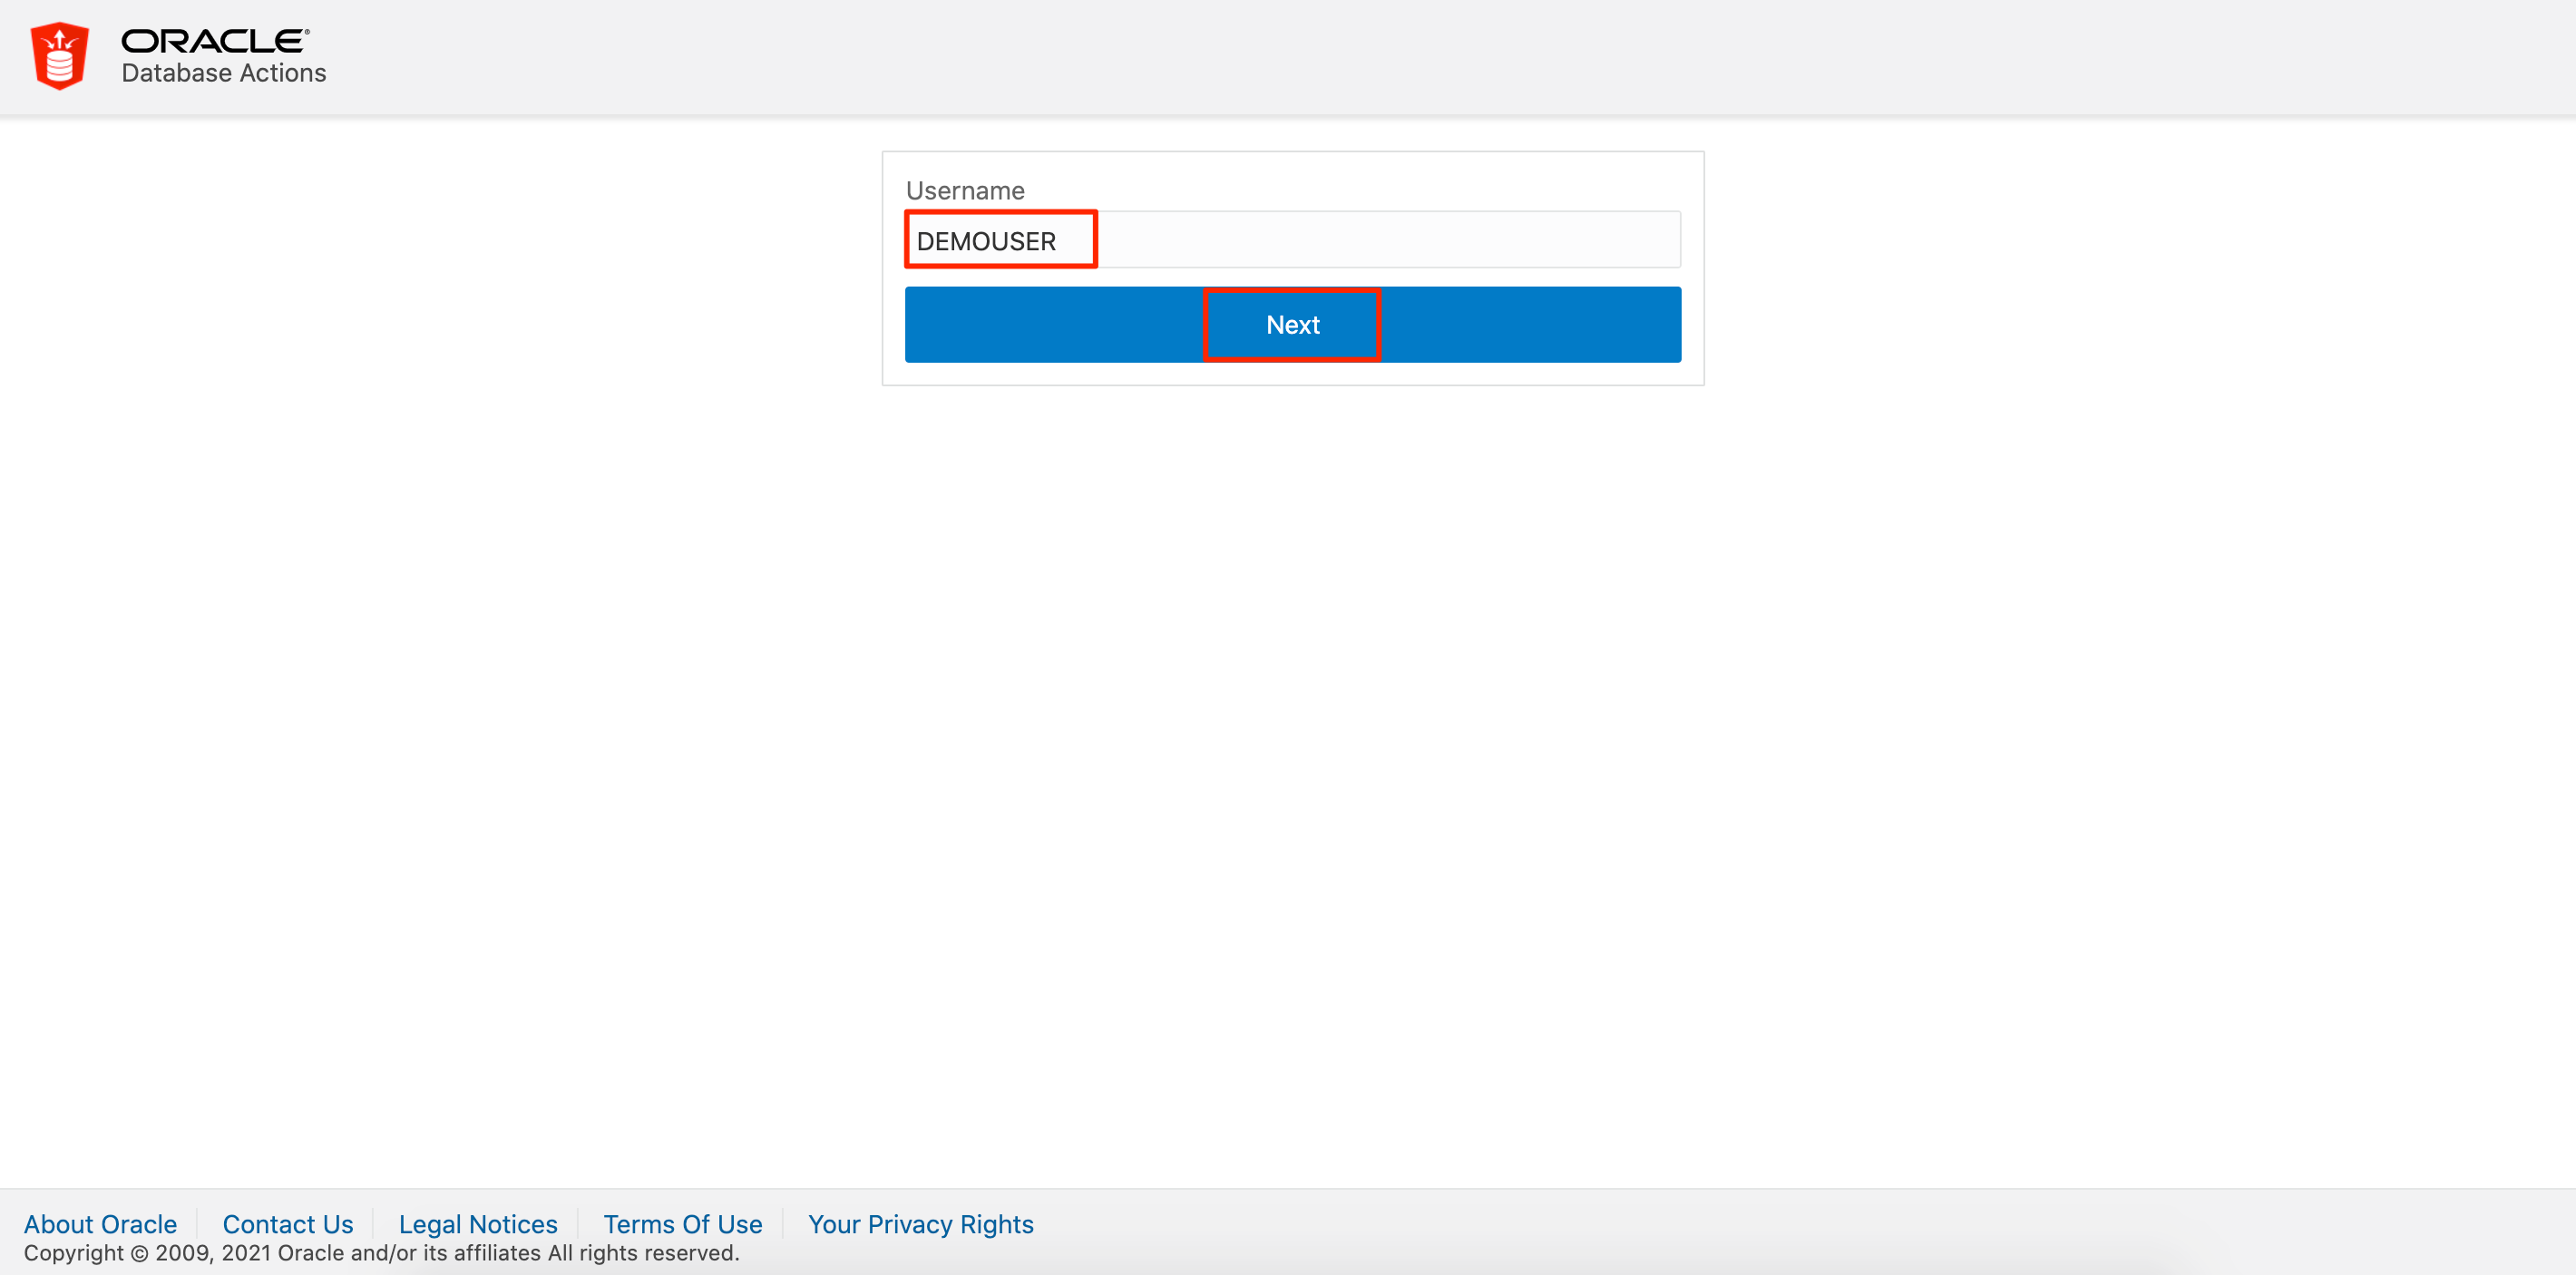 ORACLE®
Database Actions
Username
DEMOUSER
Next
About Oracle Contact Us Legal Notices Terms Of Use Your Privacy Rights
Copyright © 2009, 2021 Oracle and/or its affiliates All rights reserved.